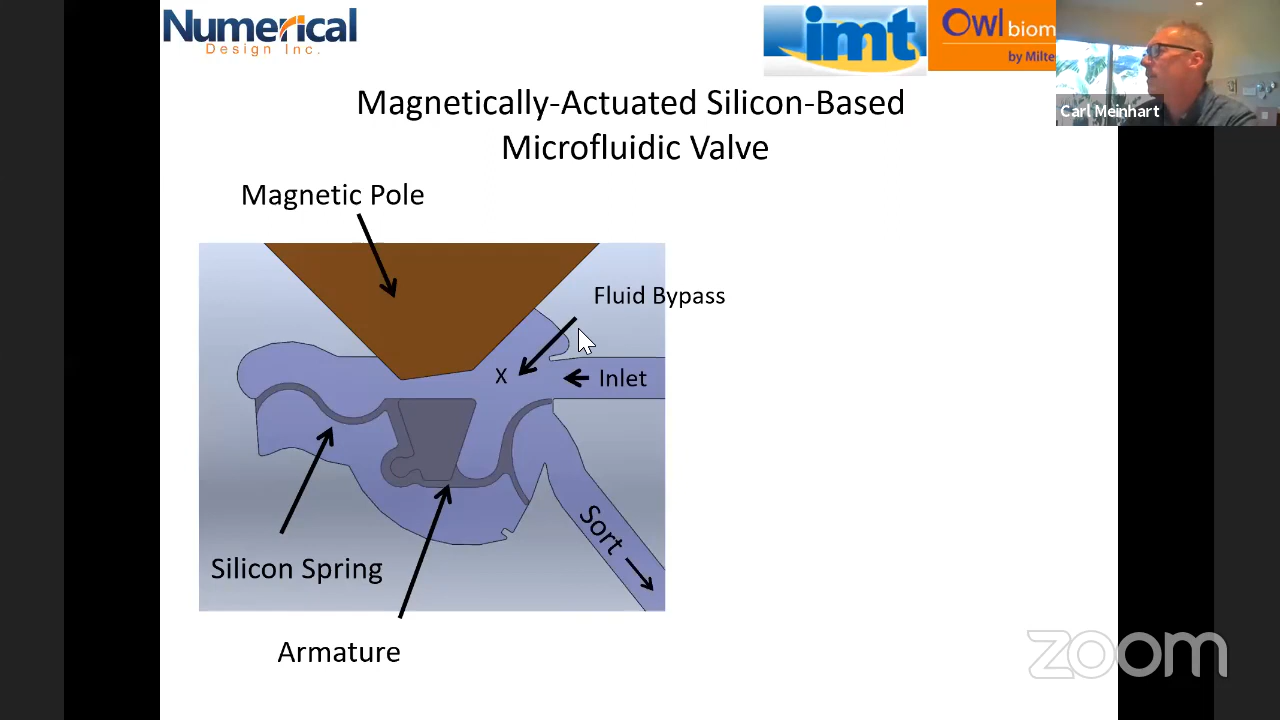 Numerical
Design Inc.
imt
Owl biom
by Milte
Carl Meinhart
Magnetically-Actuated Silicon-Based
Microfluidic Valve
Magnetic Pole
Fluid Bypass
X
Inlet
Sort
Silicon Spring
Armature
zoom